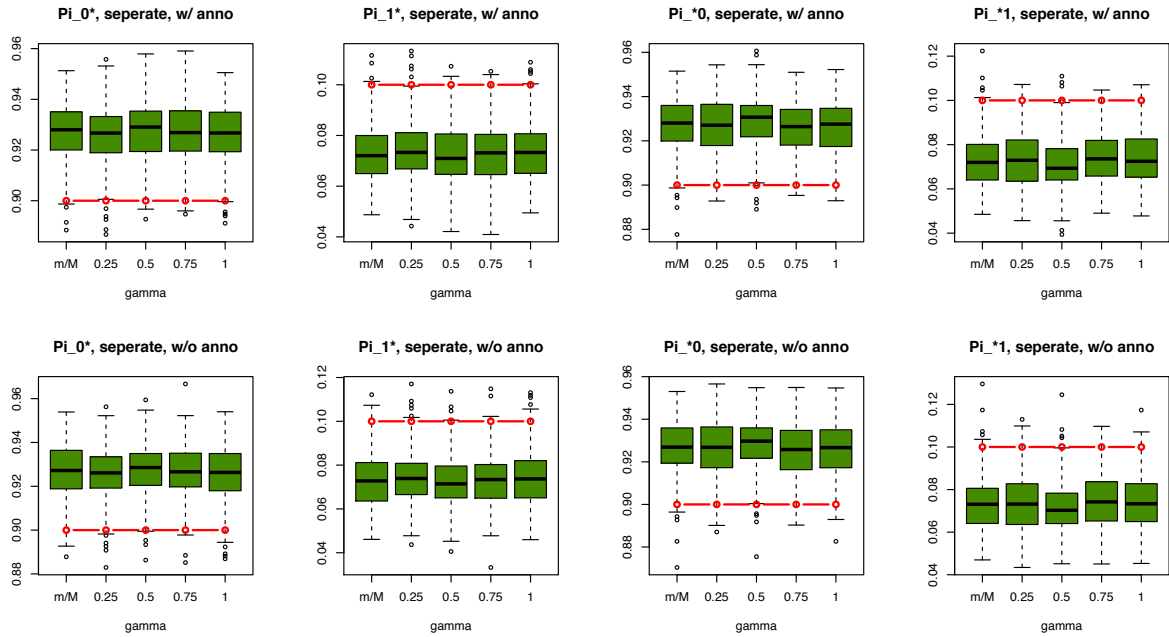 Pi_0*, seperate, w/ anno
0.90 0.92 0.94 0.96
m/M 0.25 0.5 0.75 1
gamma
Pi_1*, seperate, w/ anno
0.04 0.06 0.08 0.10
m/M 0.25 0.5 0.75 1
gamma
Pi_*0, seperate, w/ anno
0.88 0.90 0.92 0.94 0.96
m/M 0.25 0.5 0.75 1
gamma
Pi_*1, seperate, w/ anno
0.04 0.06 0.08 0.10 0.12
m/M 0.25 0.5 0.75 1
gamma
Pi_0*, seperate, w/o anno
0.88 0.90 0.92 0.94 0.96
m/M 0.25 0.5 0.75 1
gamma
Pi_1*, seperate, w/o anno
0.04 0.06 0.08 0.10 0.12
m/M 0.25 0.5 0.75 1
gamma
Pi_*0, seperate, w/o anno
0.88 0.90 0.92 0.94 0.96
m/M 0.25 0.5 0.75 1
gamma
Pi_*1, seperate, w/o anno
0.04 0.06 0.08 0.10 0.12
m/M 0.25 0.5 0.75 1
gamma